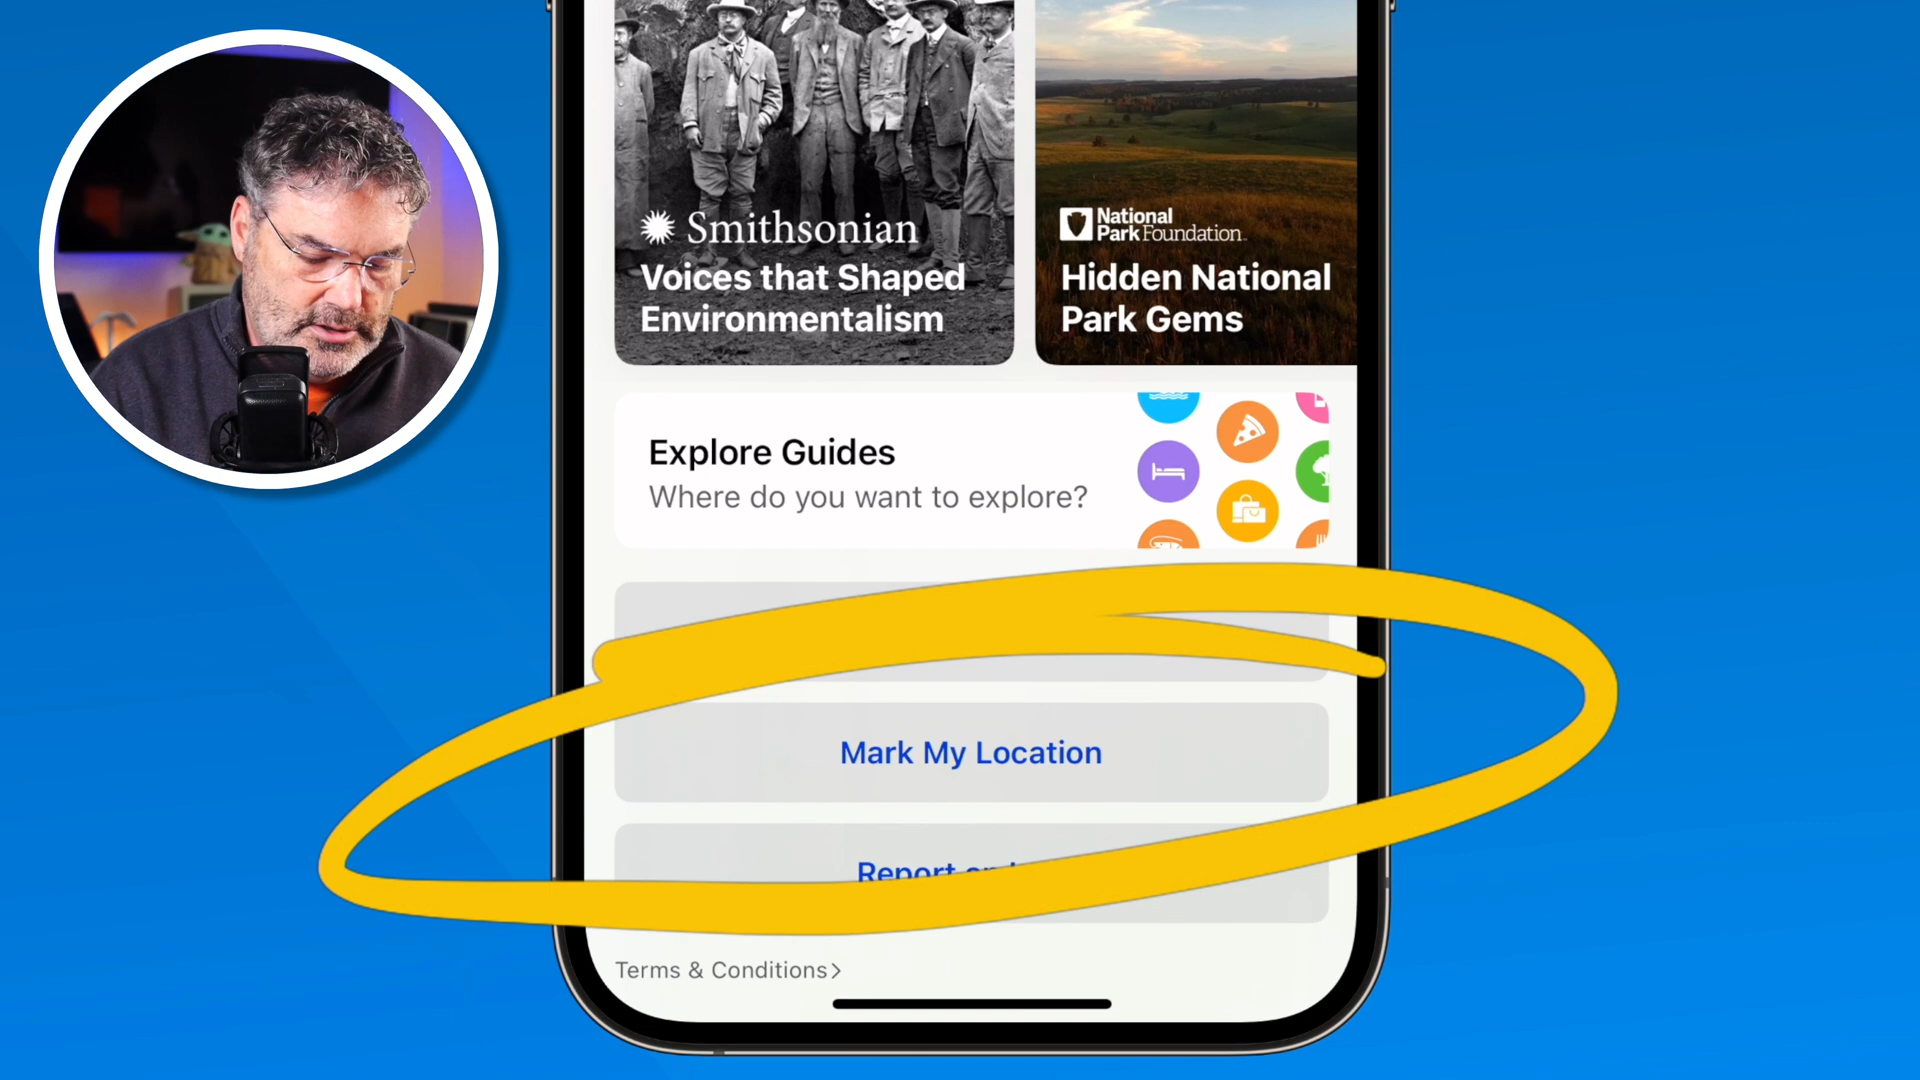 Smithsonian
Voices that Shaped
Environmentalism
National
Park Foundation
Hidden National
Park Gems
Explore Guides
Where do you want to explore?
Mark My Location
Report
Terms & Conditions>